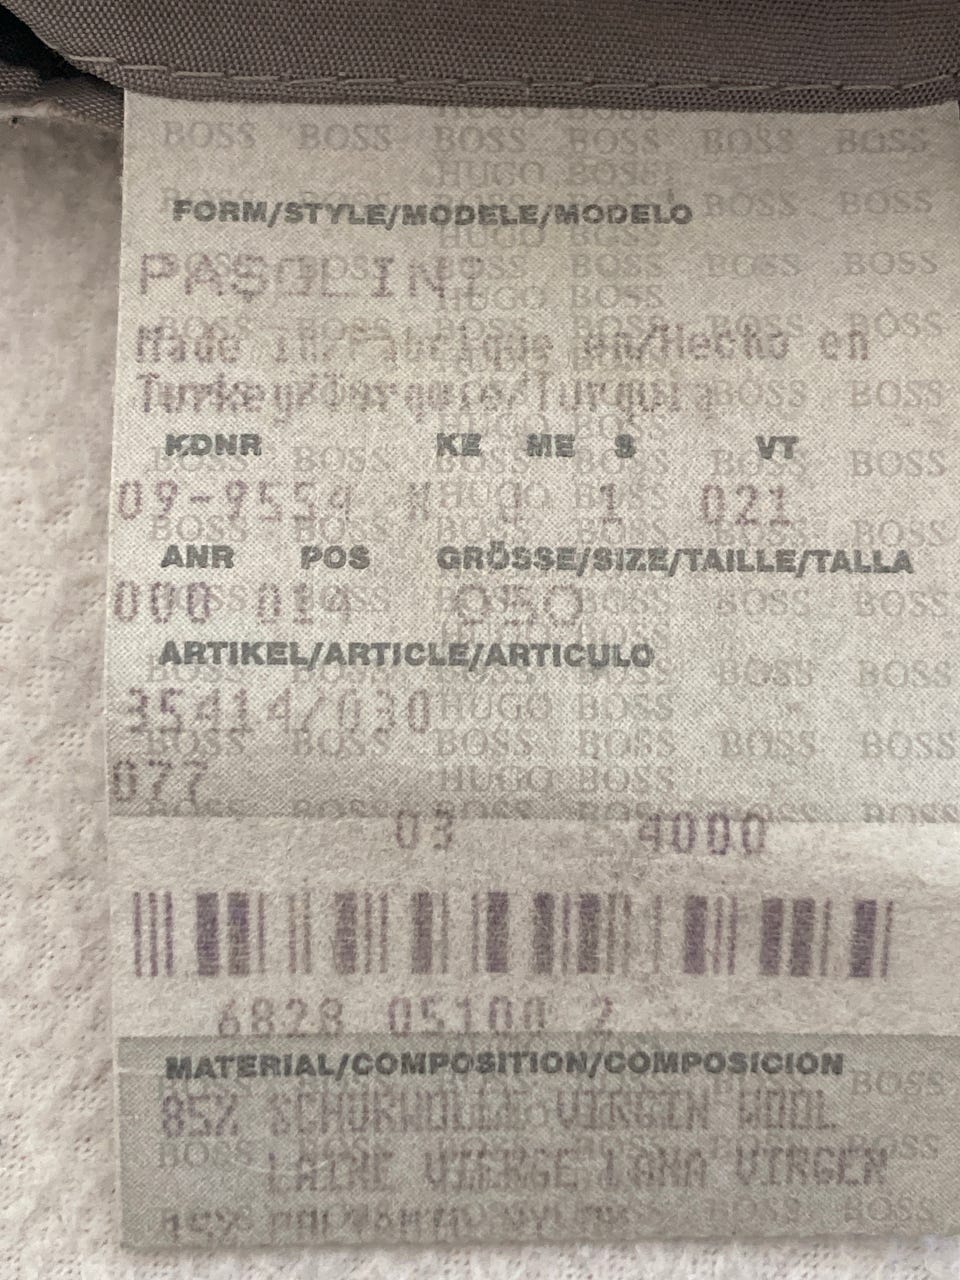 FORM/STYLE/MODELE/MODELO
PASOLINI
Made in/Fabrique en/Hecho en
Turkey/Turquie/Turquia
KDNR KE ME S VT
09-9554 1 021
ANR POS GRÖSSE/SIZE/TAILLE/TALLA
000 014 050
ARTIKEL/ARTICLE/ARTICULO
35414/030
077
03 4000
6828 05100 2
MATERIAL/COMPOSITION/COMPOSICION
85% SCHURWOLLE VIRGIN WOOL
LAINE VIERGE LANA VIRGEN
15%